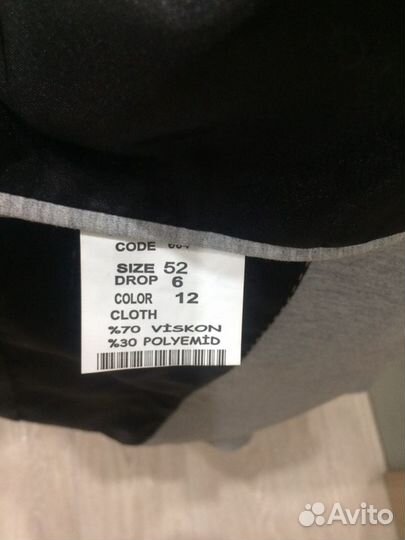 CODE
SIZE 52
DROP 6
COLOR 12
CLOTH
%70 VİSKON
%30 POLYEMİD
Avito